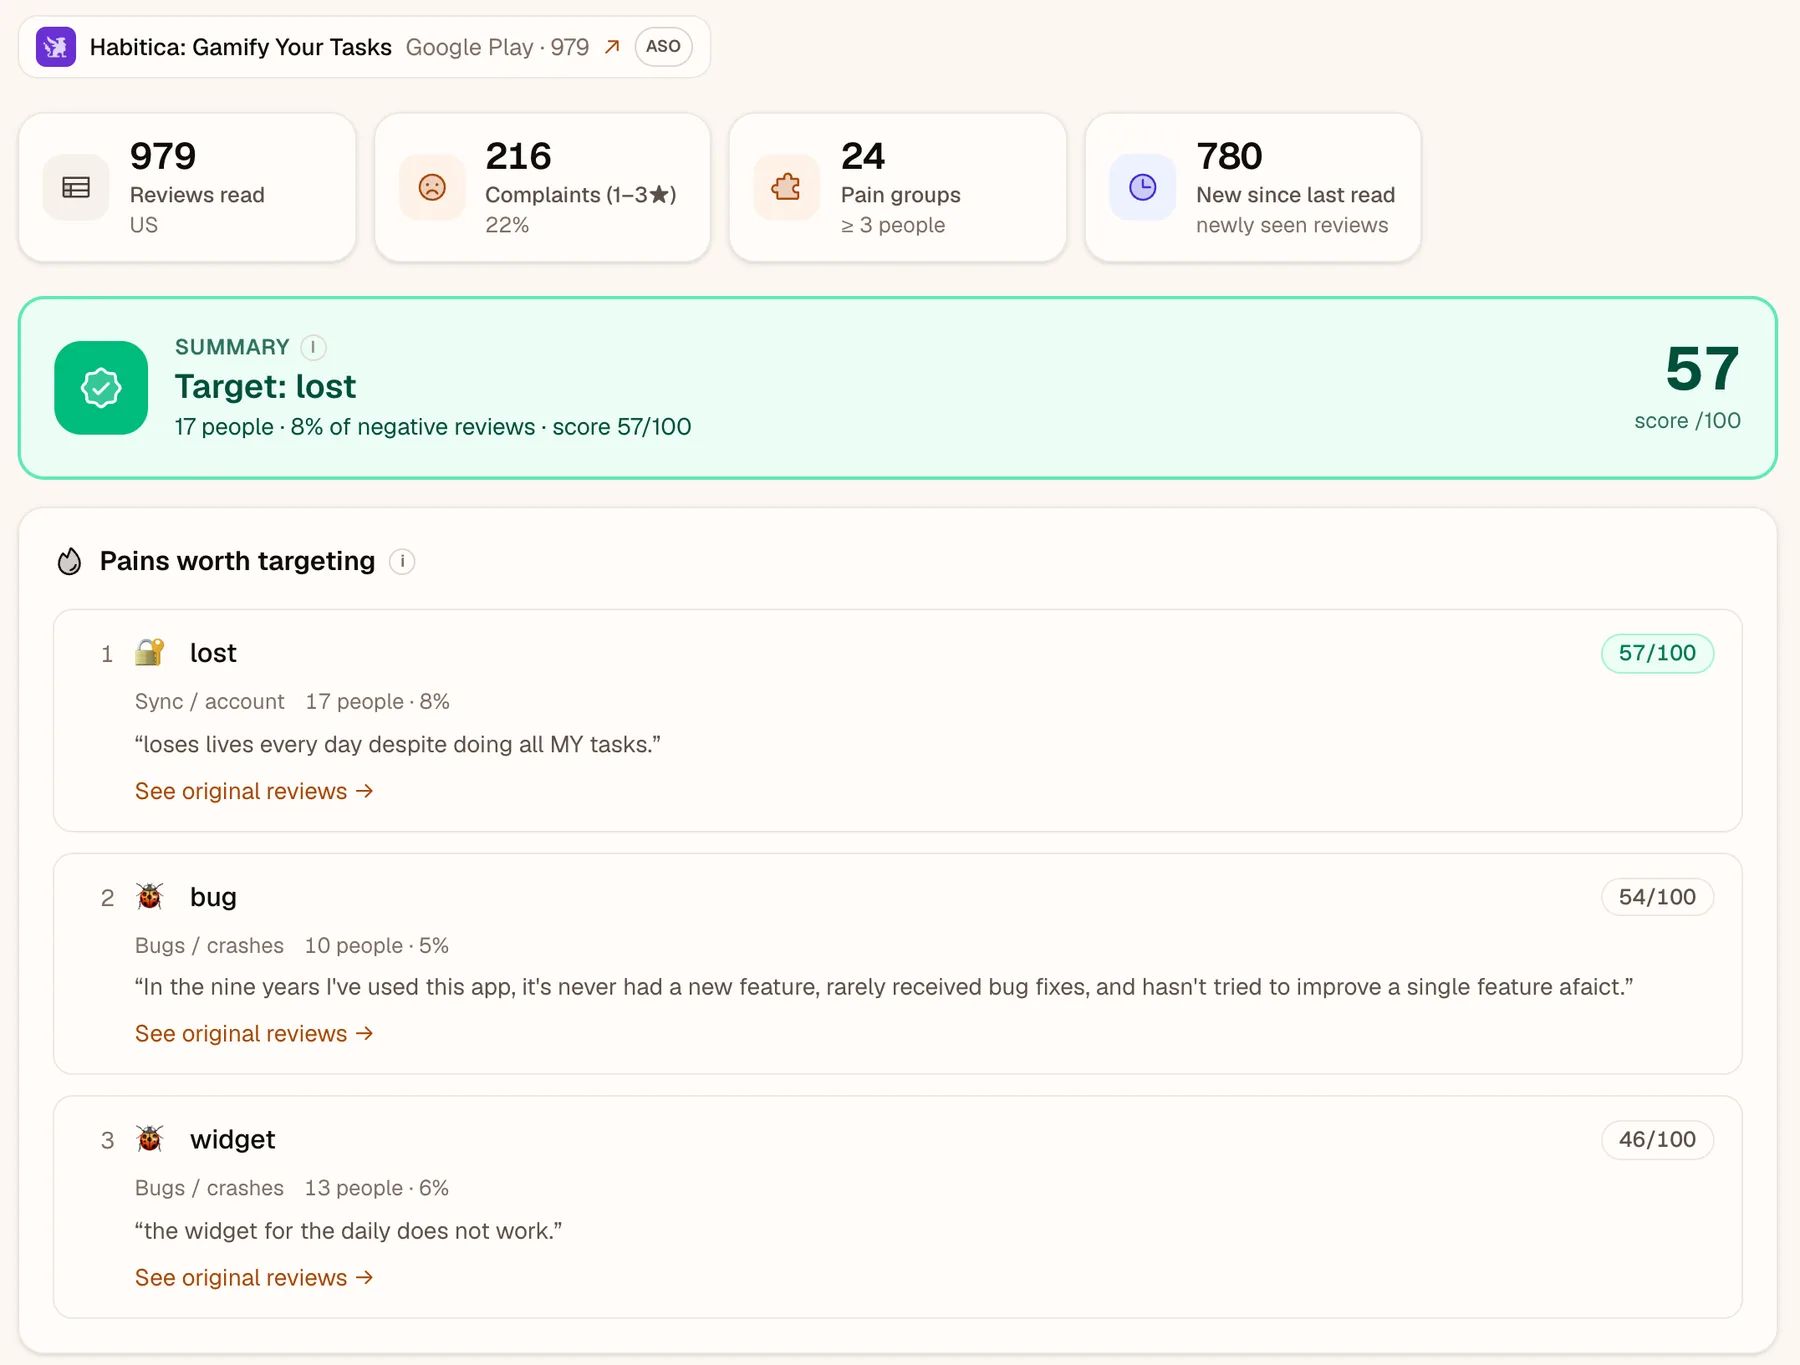 Habitica: Gamify Your Tasks Google Play · 979 ↗ ASO
979
Reviews read
US
216
Complaints (1–3★)
22%
24
Pain groups
≥ 3 people
780
New since last read
newly seen reviews
SUMMARY i
Target: lost
17 people · 8% of negative reviews · score 57/100
57
score /100
Pains worth targeting i
1 lost 57/100
Sync / account 17 people · 8%
“loses lives every day despite doing all MY tasks.”
See original reviews →
2 bug 54/100
Bugs / crashes 10 people · 5%
“In the nine years I've used this app, it's never had a new feature, rarely received bug fixes, and hasn't tried to improve a single feature afaict.”
See original reviews →
3 widget 46/100
Bugs / crashes 13 people · 6%
“the widget for the daily does not work.”
See original reviews →